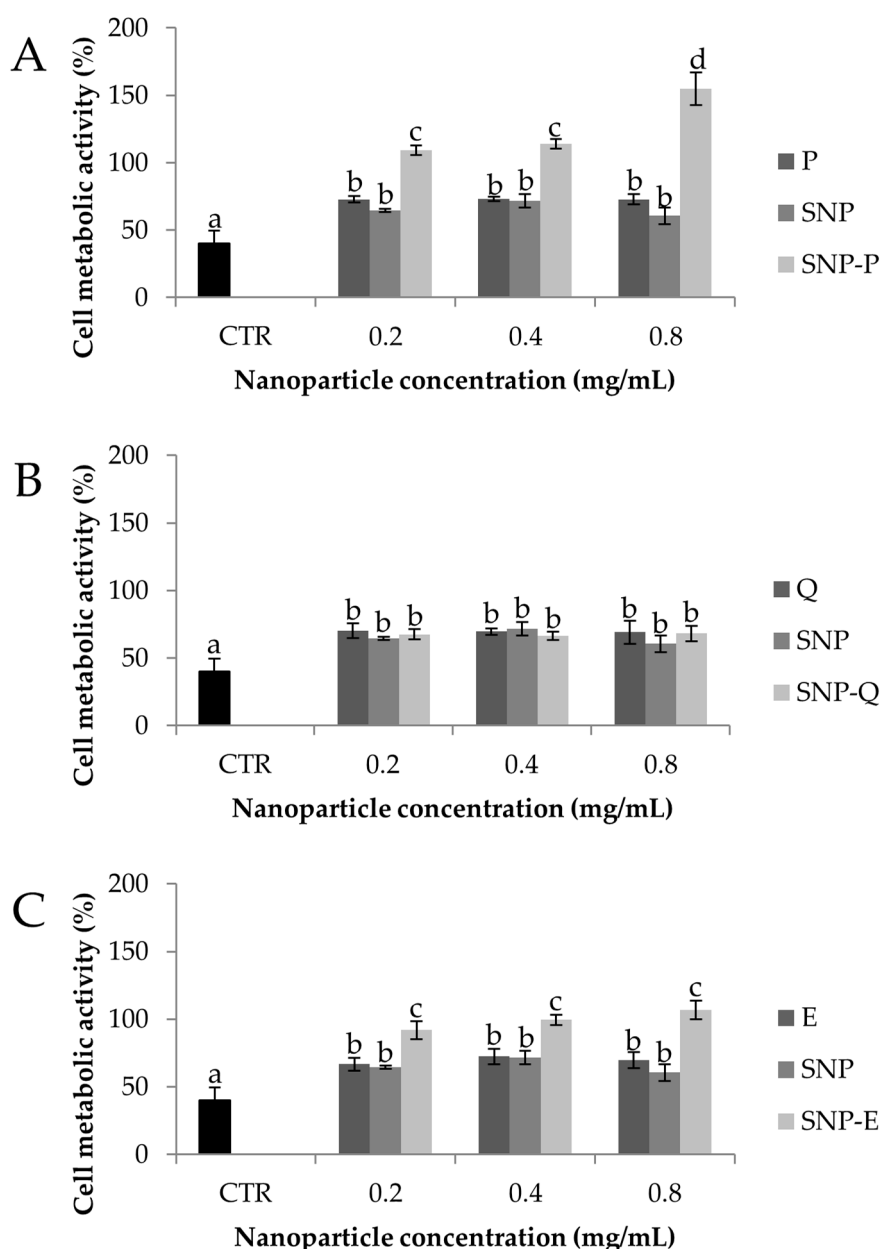 A
Cell metabolic activity (%)
200
150
100
50
0
a
b
b
c
b
b
c
b
b
d
P
SNP
SNP-P
CTR
0.2
0.4
0.8
Nanoparticle concentration (mg/mL)
B
Cell metabolic activity (%)
200
150
100
50
0
a
b
b
b
b
b
b
b
b
b
Q
SNP
SNP-Q
CTR
0.2
0.4
0.8
Nanoparticle concentration (mg/mL)
C
Cell metabolic activity (%)
200
150
100
50
0
a
b
b
c
b
b
c
b
b
c
E
SNP
SNP-E
CTR
0.2
0.4
0.8
Nanoparticle concentration (mg/mL)